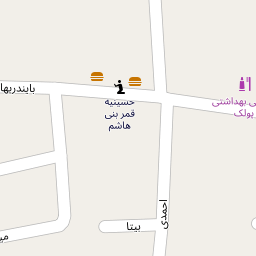 بایندریها
حسینیه
قمر بنی
هاشم
ی بهداشتی
پولک
احمدی
بیتا